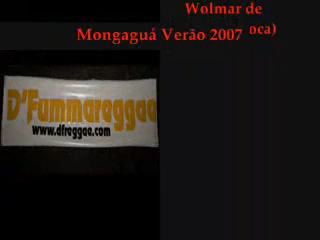 Wolmar de
Mongaguá Verão 2007
oca)
D'Fammareggae
www.dfreggae.com